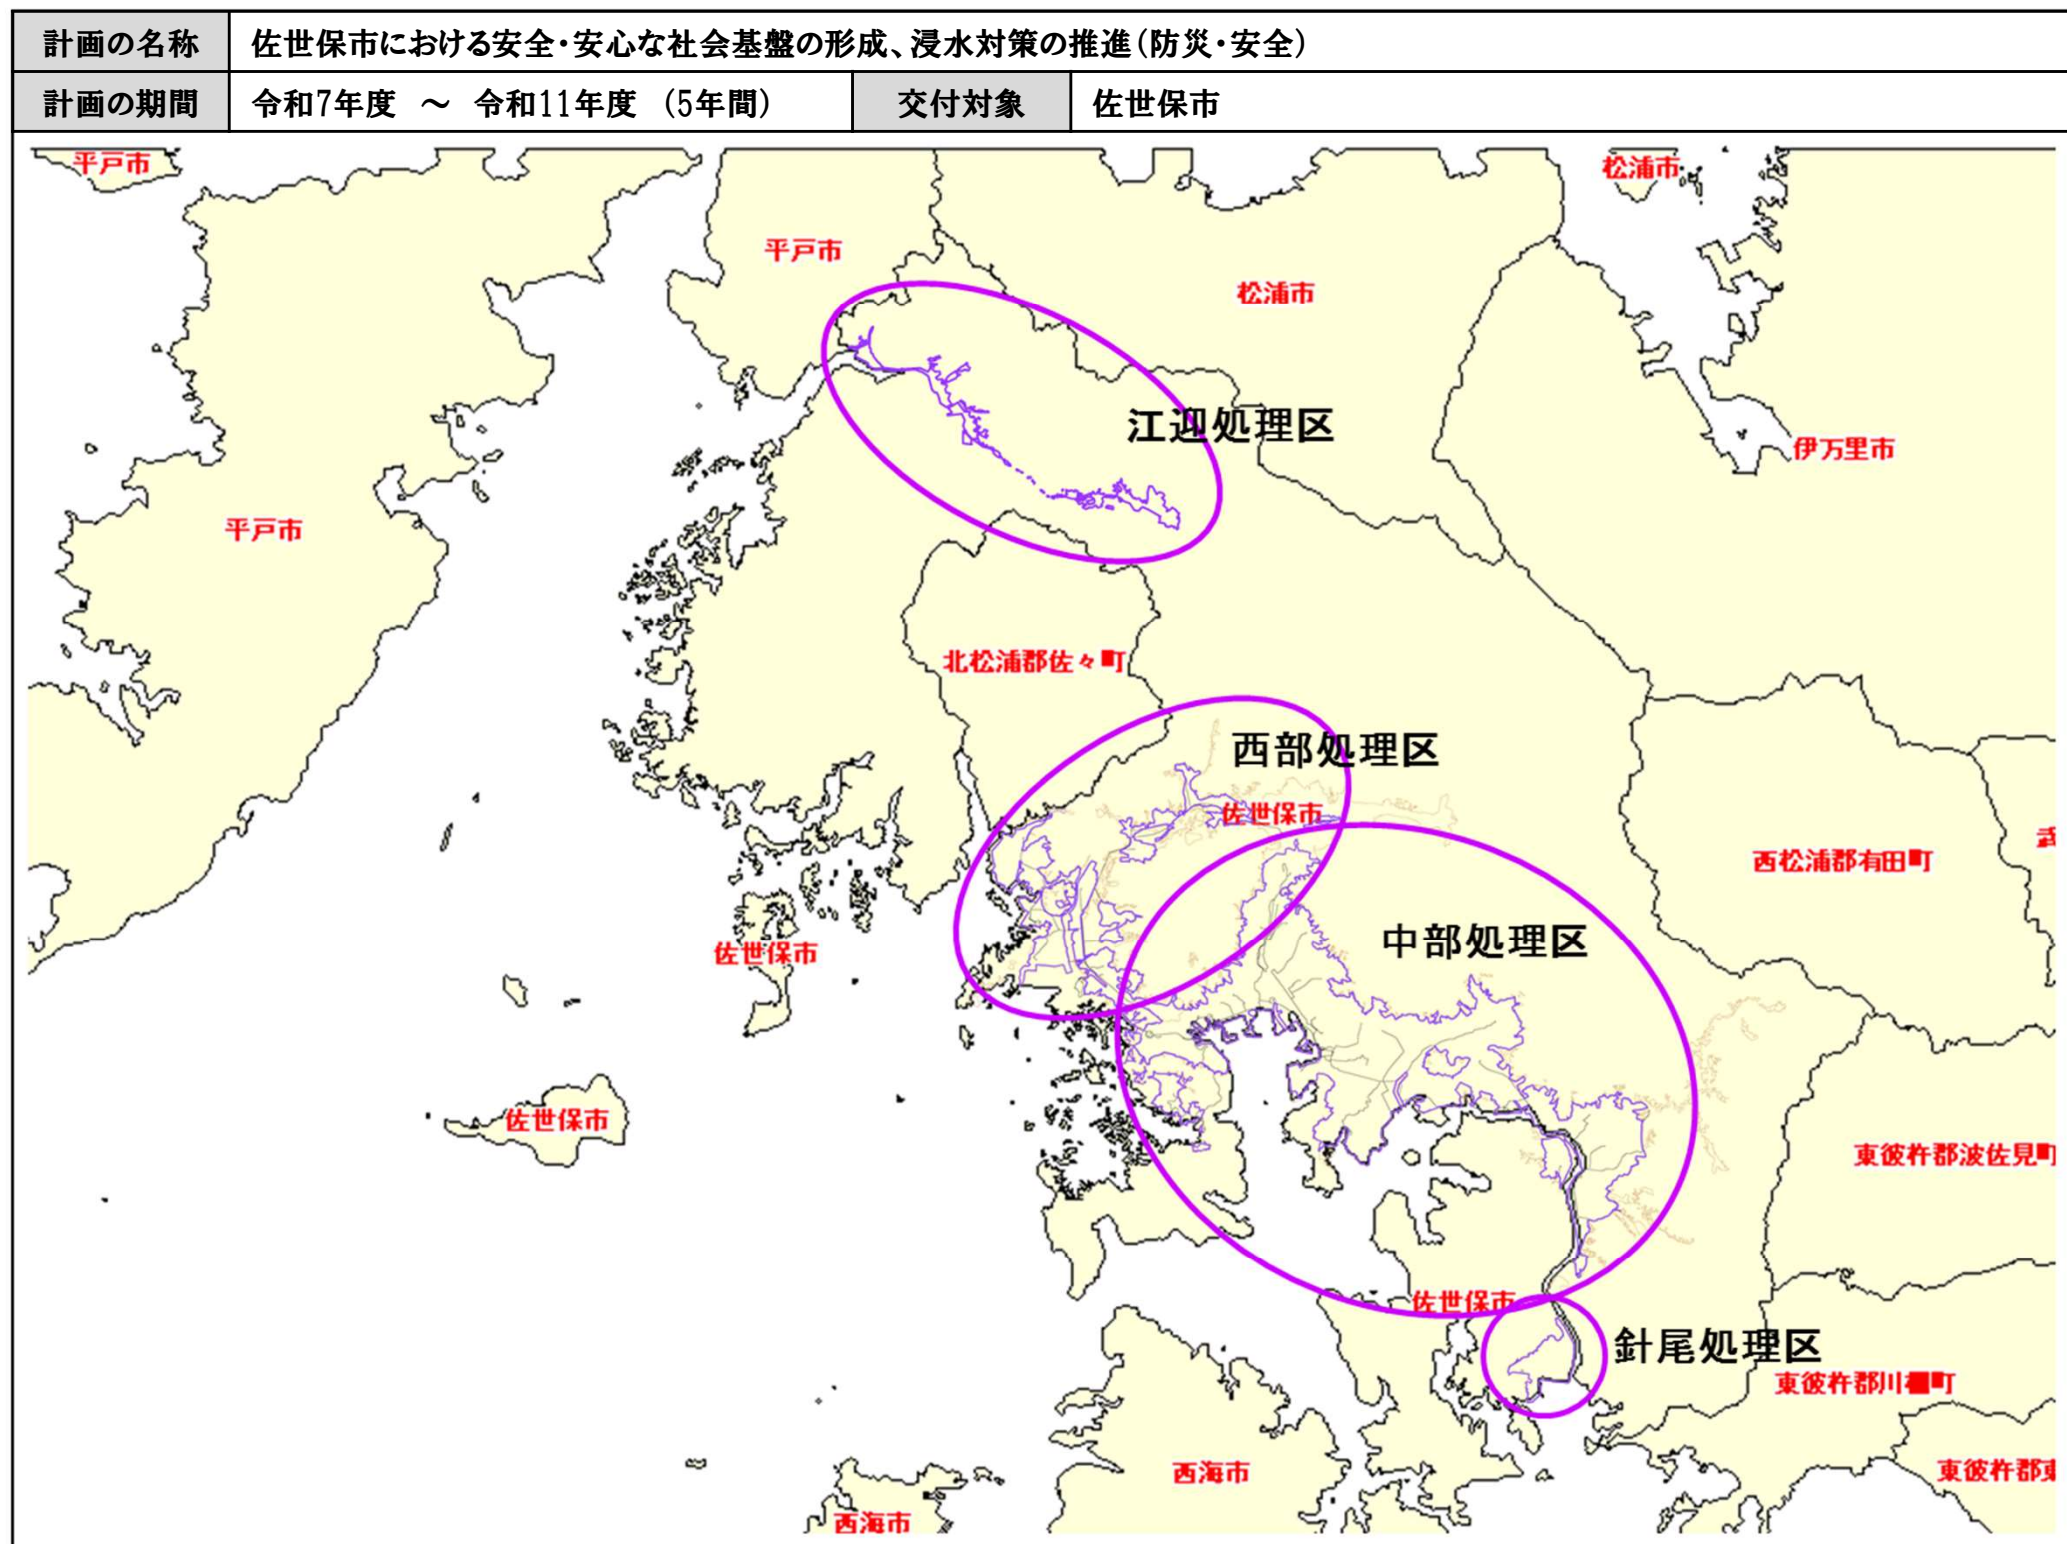 計画の名称 佐世保市における安全・安心な社会基盤の形成、浸水対策の推進（防災・安全）
計画の期間 令和7年度 ～ 令和11年度 （5年間） 交付対象 佐世保市
平戸市
松浦市
平戸市
松浦市
江迎処理区
伊万里市
平戸市
北松浦郡佐々町
西部処理区
佐世保市
西松浦郡有田町
中部処理区
佐世保市
佐世保市
東彼杵郡波佐見町
佐世保市
針尾処理区
東彼杵郡川棚町
西海市
東彼杵郡東
西海市